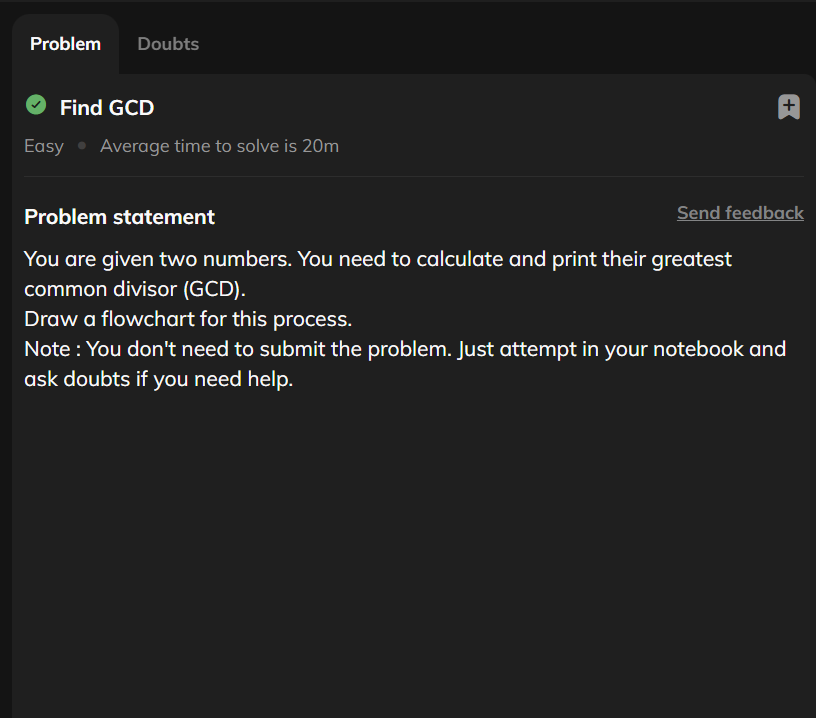 Problem Doubts
Find GCD
Easy • Average time to solve is 20m
Problem statement Send feedback
You are given two numbers. You need to calculate and print their greatest
common divisor (GCD).
Draw a flowchart for this process.
Note : You don't need to submit the problem. Just attempt in your notebook and
ask doubts if you need help.